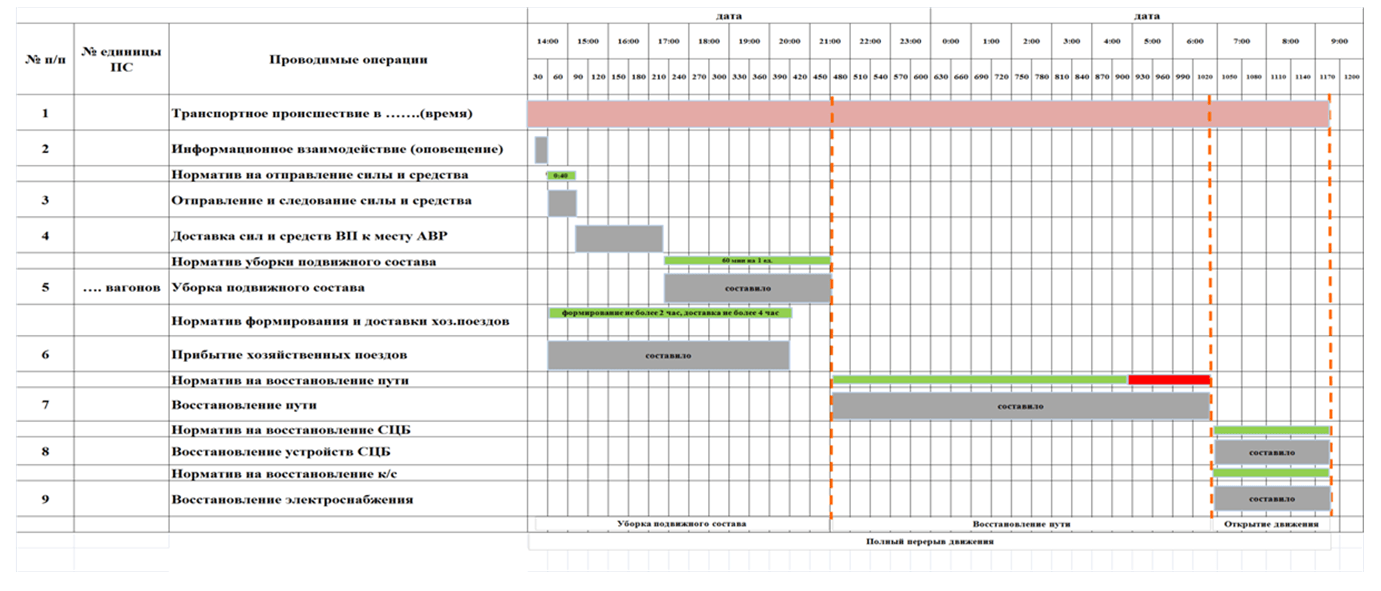 дата дата
№ п/п № единицы ПС Проводимые операции
14:00 15:00 16:00 17:00 18:00 19:00 20:00 21:00 22:00 23:00 0:00 1:00 2:00 3:00 4:00 5:00 6:00 7:00 8:00 9:00
30 60 90 120 150 180 210 240 270 300 330 360 390 420 450 480 510 540 570 600 630 660 690 720 750 780 810 840 870 900 930 960 990 1020 1050 1080 1110 1140 1170 1200
1 Транспортное происшествие в …….(время)
2 Информационное взаимодействие (оповещение)
Норматив на отправление силы и средства 0:40
3 Отправление и следование силы и средства
4 Доставка сил и средств ВП к месту АВР
Норматив уборки подвижного состава 40 мин на 1 ед.
5 …. вагонов Уборка подвижного состава составило
Норматив формирования и доставки хоз.поездов формирование не более 2 час, доставка не более 4 час
6 Прибытие хозяйственных поездов составило
Норматив на восстановление пути
7 Восстановление пути составило
Норматив на восстановление СЦБ
8 Восстановление устройств СЦБ составило
Норматив на восстановление к/с
9 Восстановление электроснабжения составило
Уборка подвижного состава Восстановление пути Открытие движения
Полный перерыв движения